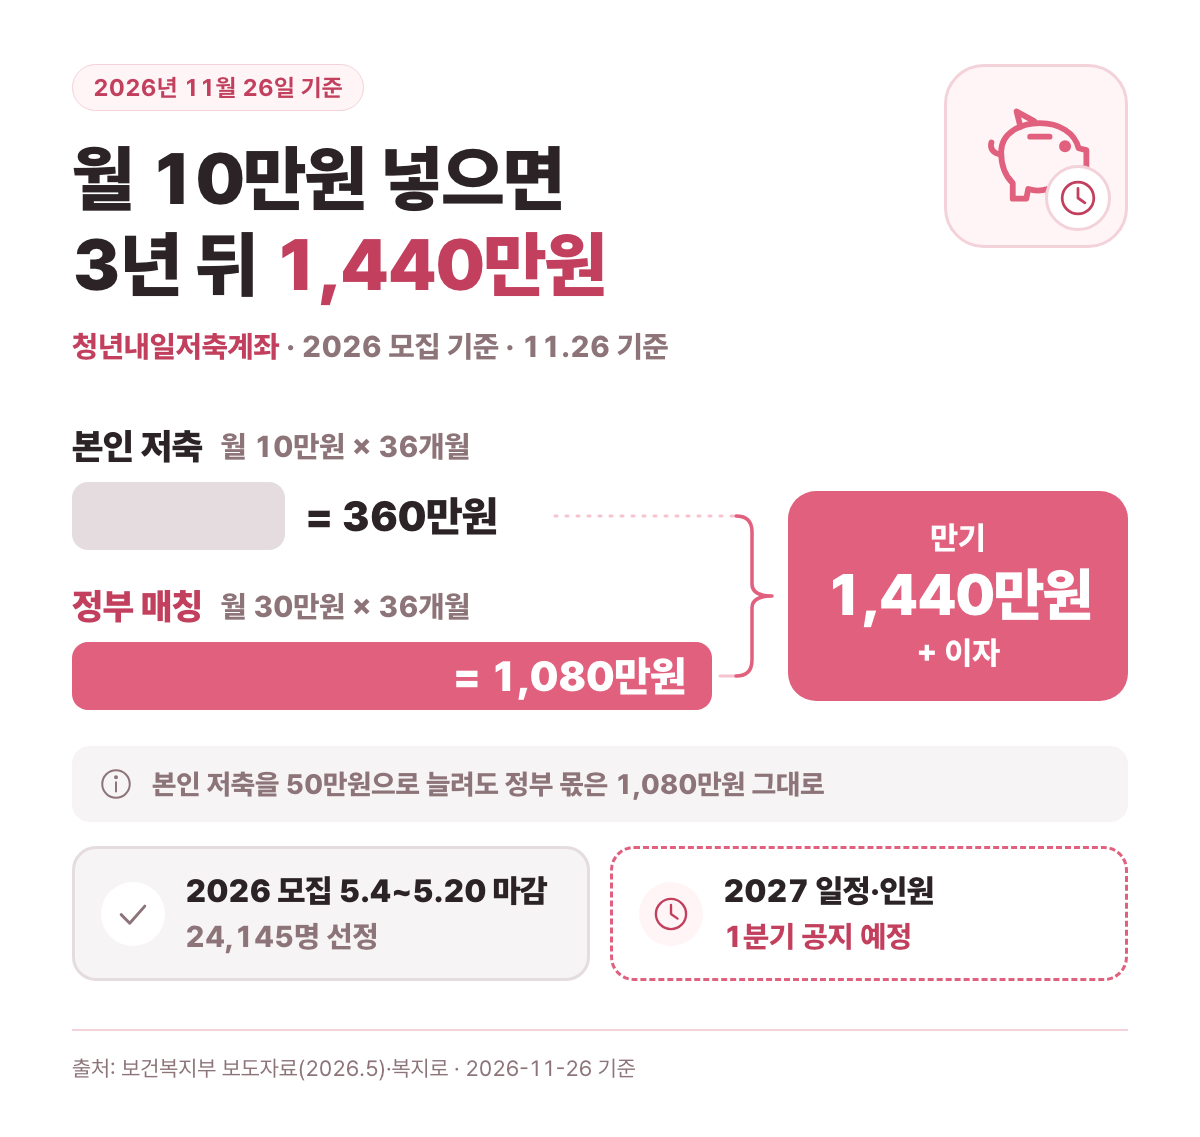 2026년 11월 26일 기준
월 10만원 넣으면
3년 뒤 1,440만원
청년내일저축계좌 · 2026 모집 기준 · 11.26 기준
본인 저축 월 10만원 × 36개월
= 360만원
정부 매칭 월 30만원 × 36개월
= 1,080만원
만기
1,440만원
+ 이자
본인 저축을 50만원으로 늘려도 정부 몫은 1,080만원 그대로
2026 모집 5.4~5.20 마감
24,145명 선정
2027 일정·인원
1분기 공지 예정
출처: 보건복지부 보도자료(2026.5)·복지로 · 2026-11-26 기준